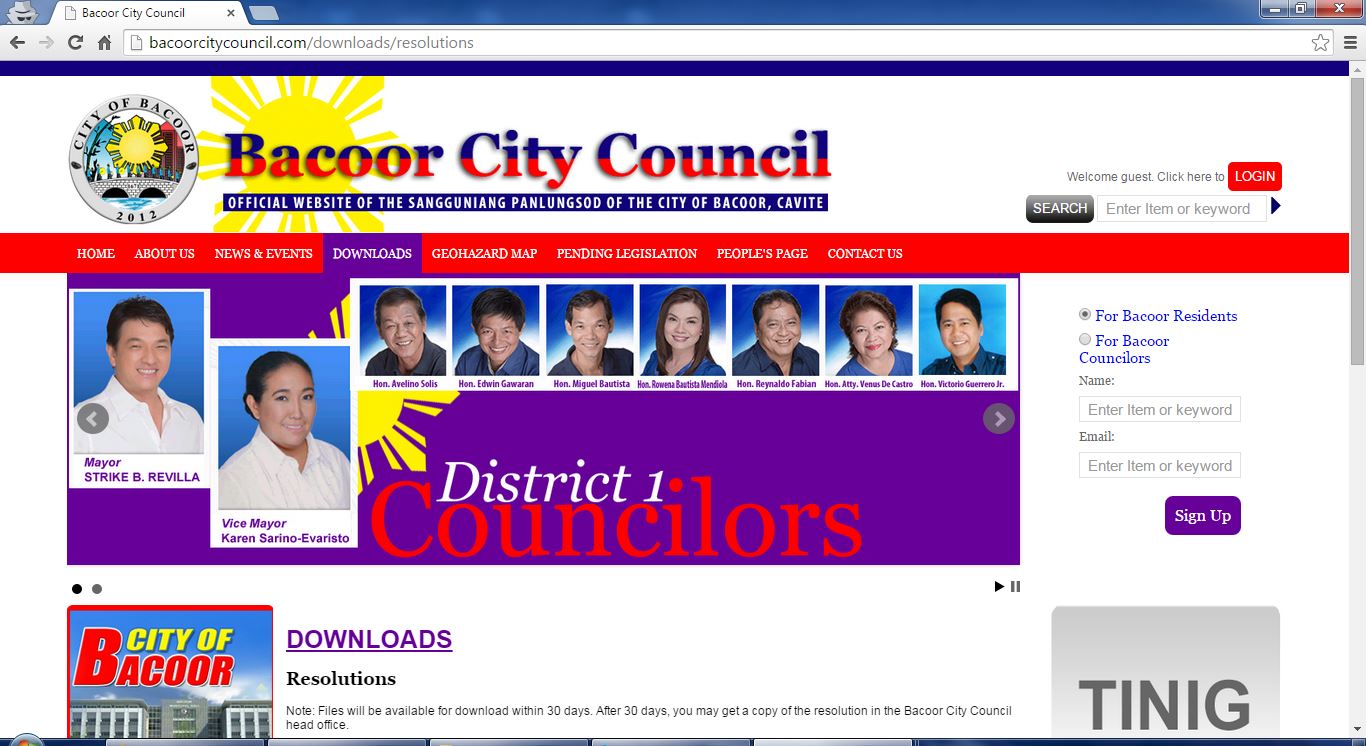 Bacoor City Council
bacoorcitycouncil.com/downloads/resolutions
CITY OF BACOOR
2012
Bacoor City Council
OFFICIAL WEBSITE OF THE SANGGUNIANG PANLUNGSOD OF THE CITY OF BACOOR, CAVITE
Welcome guest. Click here to LOGIN
SEARCH Enter Item or keyword
HOME ABOUT US NEWS & EVENTS DOWNLOADS GEOHAZARD MAP PENDING LEGISLATION PEOPLE'S PAGE CONTACT US
Hon. Avelino Solis Hon. Edwin Gawaran Hon. Miguel Bautista Hon. Rowena Bautista Mendiola Hon. Reynaldo Fabian Hon. Atty. Venus De Castro Hon. Victorio Guerrero Jr.
Mayor
STRIKE B. REVILLA
Vice Mayor
Karen Sarino-Evaristo
District 1
Councilors
For Bacoor Residents
For Bacoor
Councilors
Name:
Enter Item or keyword
Email:
Enter Item or keyword
Sign Up
CITY OF
BACOOR
DOWNLOADS
Resolutions
Note: Files will be available for download within 30 days. After 30 days, you may get a copy of the resolution in the Bacoor City Council
head office.
TINIG